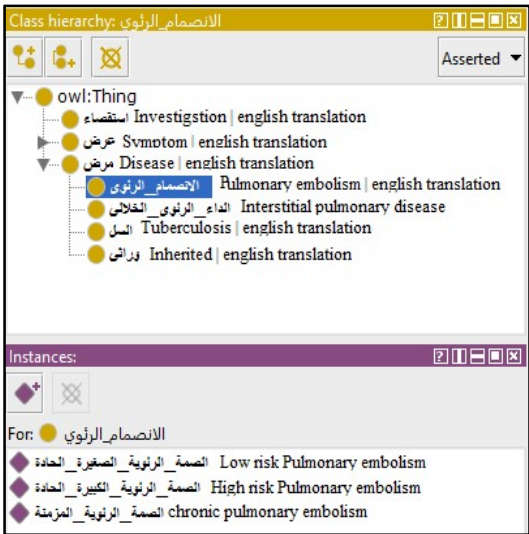 Class hierarchy: الانصمام_الرئوي
Asserted
owl:Thing
استقصاء Investigstion | english translation
عرض Symptom | english translation
مرض Disease | english translation
الانصمام_الرئوي Pulmonary embolism | english translation
الداء_الرئوي_الخلالي Interstitial pulmonary disease
السل Tuberculosis | english translation
وراثي Inherited | english translation
Instances:
For: الانصمام_الرئوي
الصمة_الرئوية_الصغيرة_الحادة Low risk Pulmonary embolism
الصمة_الرئوية_الكبيرة_الحادة High risk Pulmonary embolism
الصمة_الرئوية_المزمنة chronic pulmonary embolism